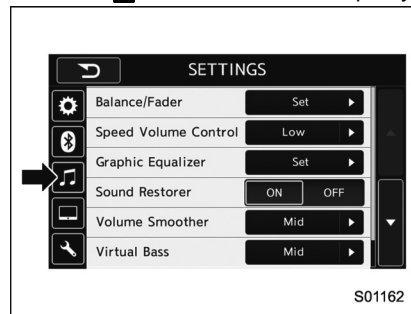 SETTINGS
Balance/Fader Set
Speed Volume Control Low
Graphic Equalizer Set
Sound Restorer ON OFF
Volume Smoother Mid
Virtual Bass Mid
S01162